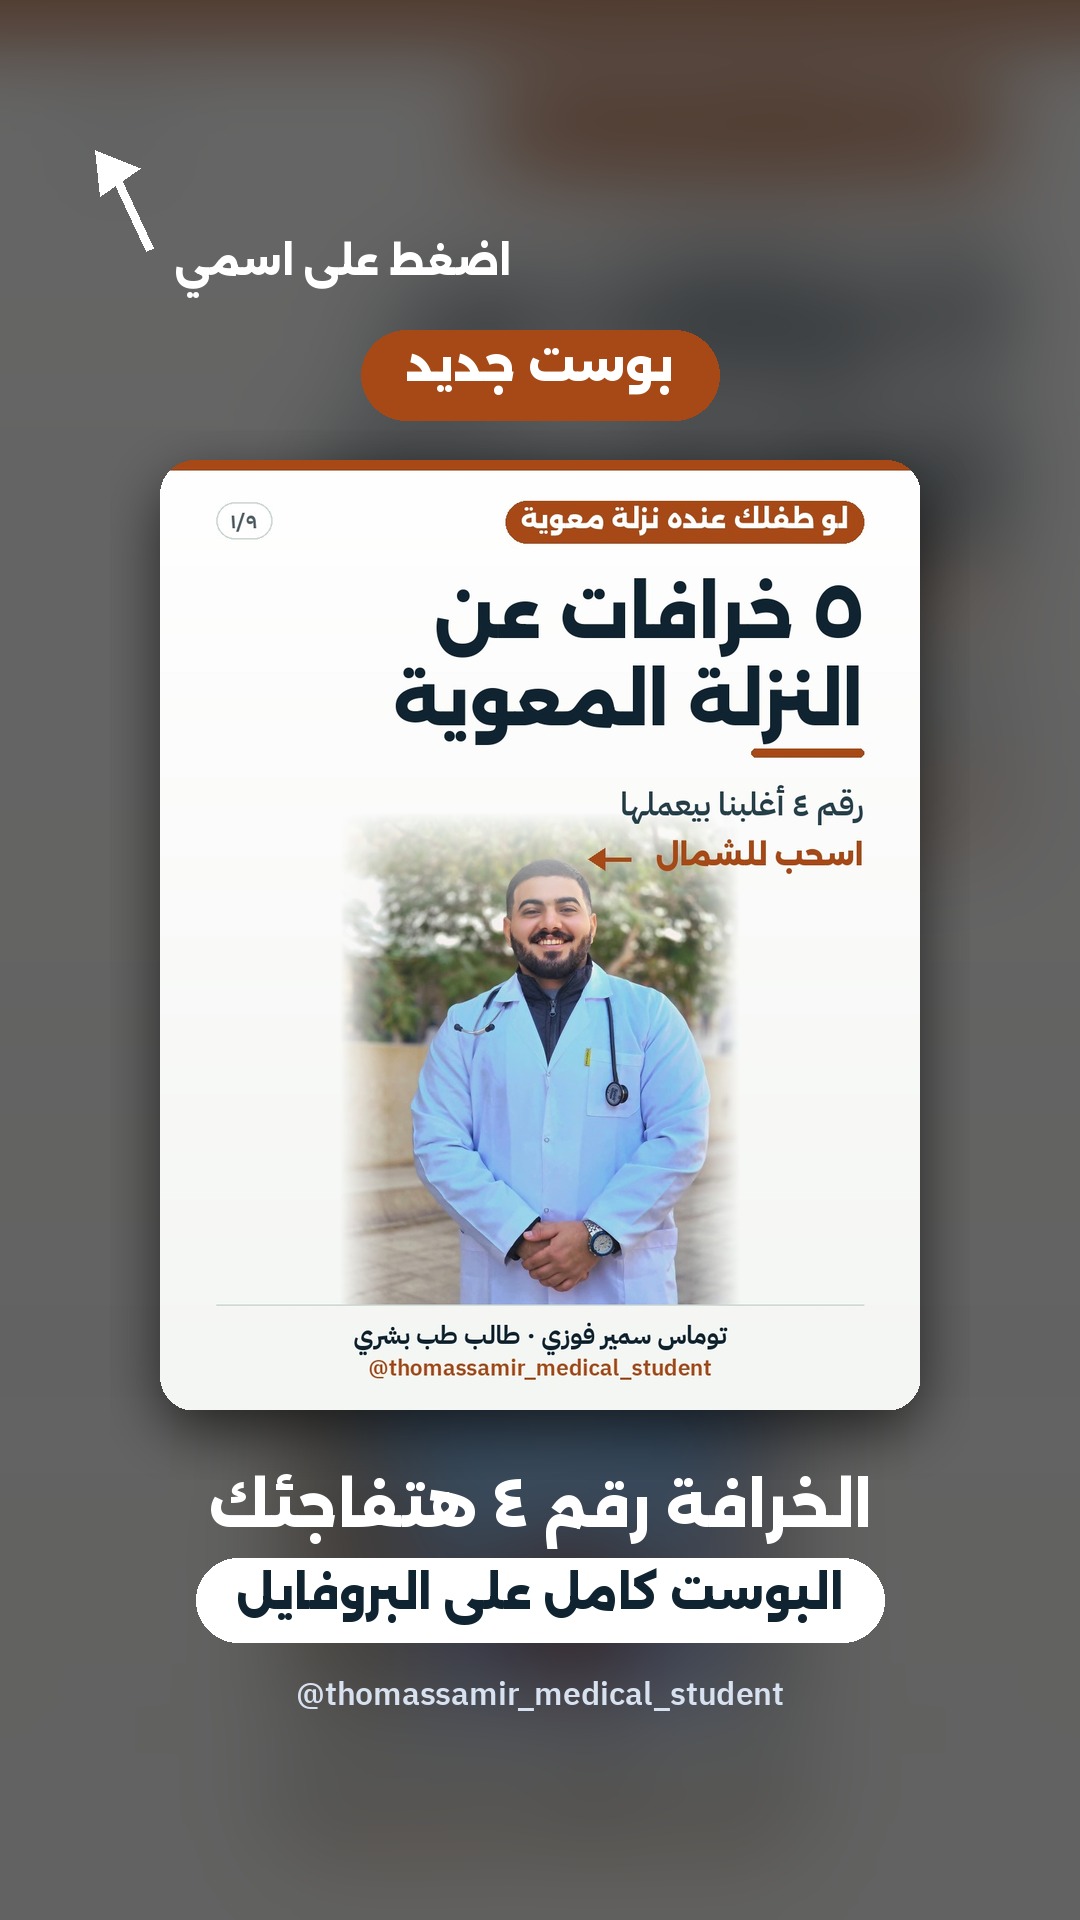 اضغط على اسمي
بوست جديد
لو طفلك عنده نزلة معوية
١/٩
٥ خرافات عن
النزلة المعوية
رقم ٤ أغلبنا بيعملها
اسحب للشمال
توماس سمير فوزي · طالب طب بشري
@thomassamir_medical_student
الخرافة رقم ٤ هتفاجئك
البوست كامل على البروفايل
@thomassamir_medical_student